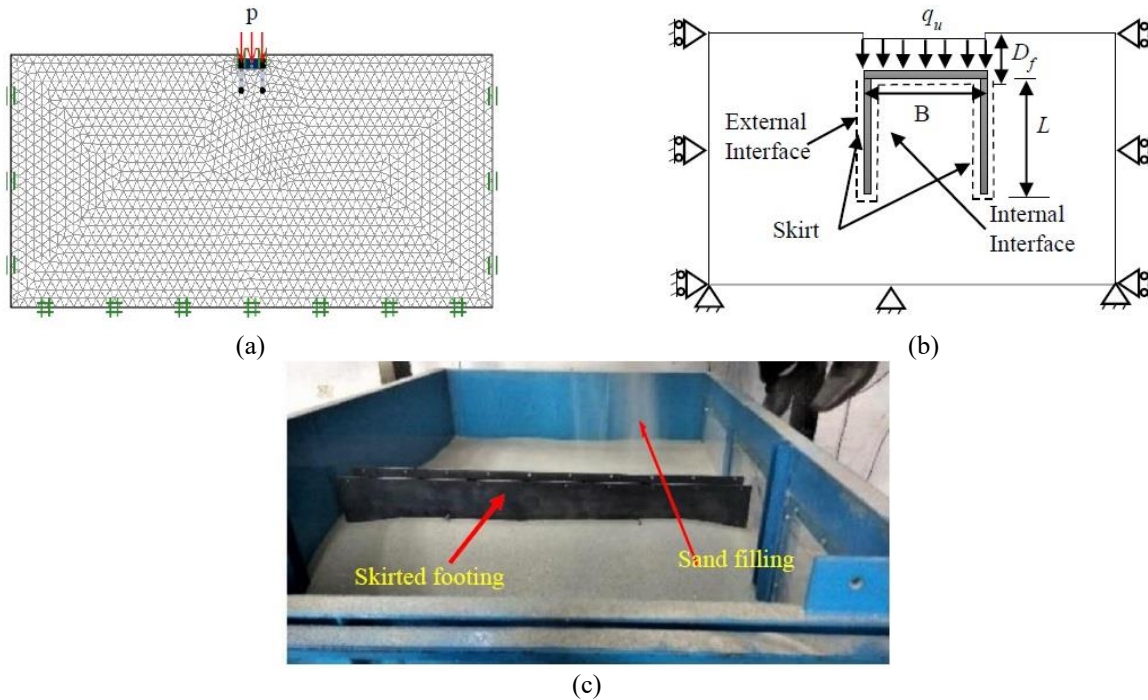 p
(a)
q_u
D_f
B
L
External
Interface
Skirt
Internal
Interface
(b)
Skirted footing
Sand filling
(c)